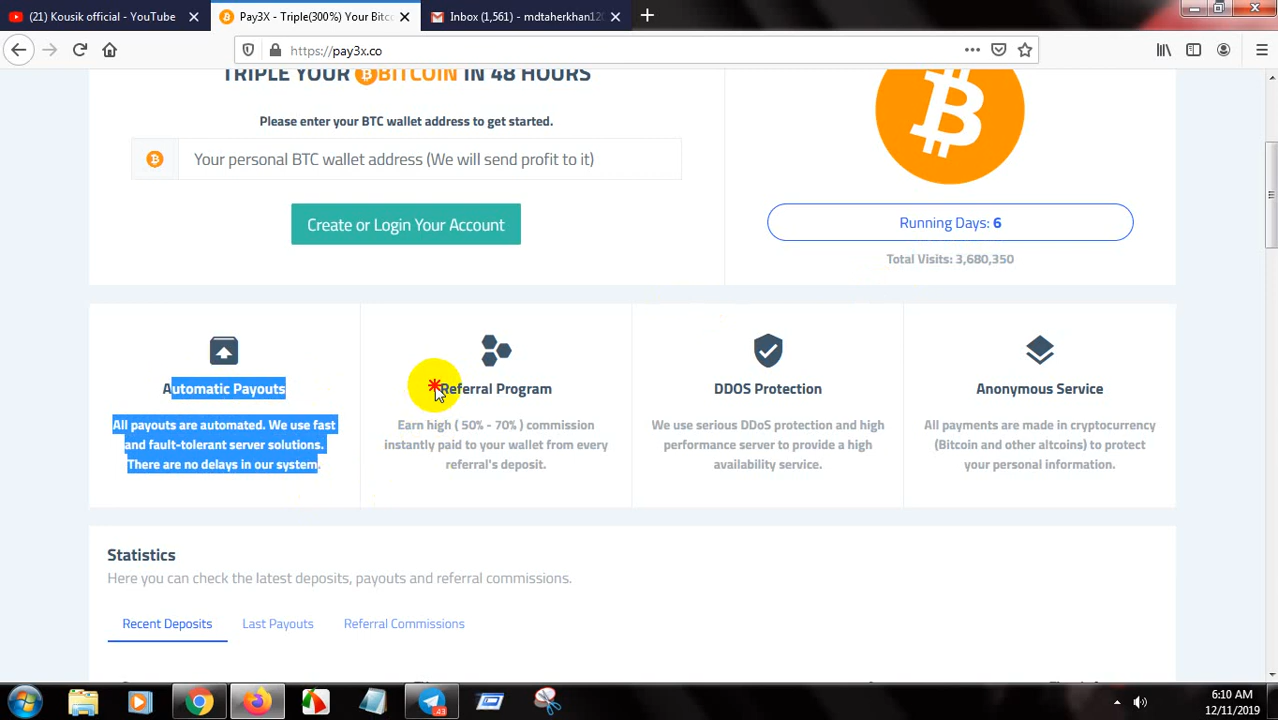 (21) Kousik official - YouTube
Pay3X - Triple(300%) Your Bitc
Inbox (1,561) - mdtaherkhan12
https://pay3x.co
TRIPLE YOUR BITCOIN IN 48 HOURS
Please enter your BTC wallet address to get started.
Your personal BTC wallet address (We will send profit to it)
Create or Login Your Account
Running Days: 6
Total Visits: 3,680,350
Automatic Payouts
All payouts are automated. We use fast
and fault-tolerant server solutions.
There are no delays in our system.
Referral Program
Earn high ( 50% - 70% ) commission
instantly paid to your wallet from every
referral's deposit.
DDOS Protection
We use serious DDoS protection and high
performance server to provide a high
availability service.
Anonymous Service
All payments are made in cryptocurrency
(Bitcoin and other altcoins) to protect
your personal information.
Statistics
Here you can check the latest deposits, payouts and referral commissions.
Recent Deposits
Last Payouts
Referral Commissions
43
6:10 AM
12/11/2019